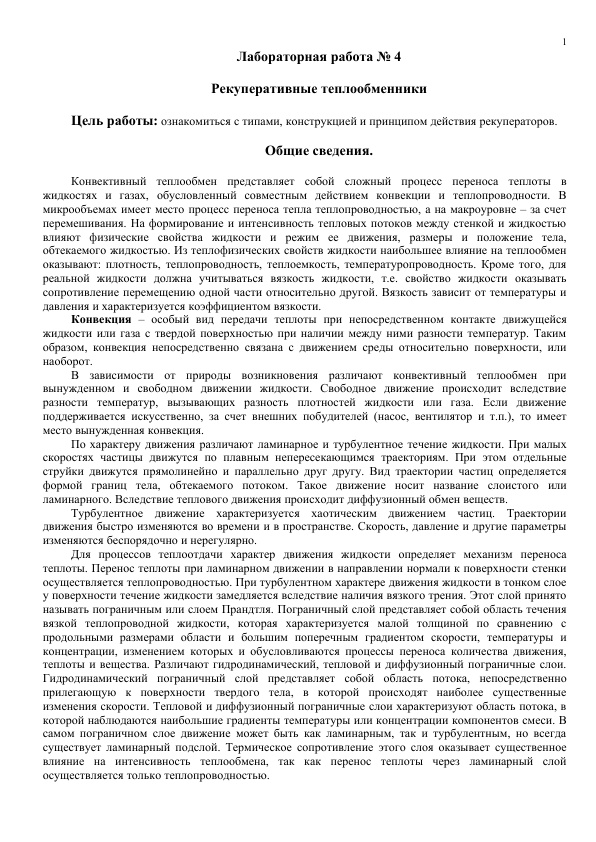 1
Лабораторная работа № 4
Рекуперативные теплообменники
Цель работы: ознакомиться с типами, конструкцией и принципом действия рекуператоров.
Общие сведения.
Конвективный теплообмен представляет собой сложный процесс переноса теплоты в
жидкостях и газах, обусловленный совместным действием конвекции и теплопроводности. В
микрообъемах имеет место процесс переноса тепла теплопроводностью, а на макроуровне – за счет
перемешивания. На формирование и интенсивность тепловых потоков между стенкой и жидкостью
влияют физические свойства жидкости и режим ее движения, размеры и положение тела,
обтекаемого жидкостью. Из теплофизических свойств жидкости наибольшее влияние на теплообмен
оказывают: плотность, теплопроводность, теплоемкость, температуропроводность. Кроме того, для
реальной жидкости должна учитываться вязкость жидкости, т.е. свойство жидкости оказывать
сопротивление перемещению одной части относительно другой. Вязкость зависит от температуры и
давления и характеризуется коэффициентом вязкости.
Конвекция – особый вид передачи теплоты при непосредственном контакте движущейся
жидкости или газа с твердой поверхностью при наличии между ними разности температур. Таким
образом, конвекция непосредственно связана с движением среды относительно поверхности, или
наоборот.
В зависимости от природы возникновения различают конвективный теплообмен при
вынужденном и свободном движении жидкости. Свободное движение происходит вследствие
разности температур, вызывающих разность плотностей жидкости или газа. Если движение
поддерживается искусственно, за счет внешних побудителей (насос, вентилятор и т.п.), то имеет
место вынужденная конвекция.
По характеру движения различают ламинарное и турбулентное течение жидкости. При малых
скоростях частицы движутся по плавным непересекающимся траекториям. При этом отдельные
струйки движутся прямолинейно и параллельно друг другу. Вид траектории частиц определяется
формой границ тела, обтекаемого потоком. Такое движение носит название слоистого или
ламинарного. Вследствие теплового движения происходит диффузионный обмен веществ.
Турбулентное движение характеризуется хаотическим движением частиц. Траектории
движения быстро изменяются во времени и в пространстве. Скорость, давление и другие параметры
изменяются беспорядочно и нерегулярно.
Для процессов теплоотдачи характер движения жидкости определяет механизм переноса
теплоты. Перенос теплоты при ламинарном движении в направлении нормали к поверхности стенки
осуществляется теплопроводностью. При турбулентном характере движения жидкости в тонком слое
у поверхности течение жидкости замедляется вследствие наличия вязкого трения. Этот слой принято
называть пограничным или слоем Прандтля. Пограничный слой представляет собой область течения
вязкой теплопроводной жидкости, которая характеризуется малой толщиной по сравнению с
продольными размерами области и большим поперечным градиентом скорости, температуры и
концентрации, изменением которых и обусловливаются процессы переноса количества движения,
теплоты и вещества. Различают гидродинамический, тепловой и диффузионный пограничные слои.
Гидродинамический пограничный слой представляет собой область потока, непосредственно
прилегающую к поверхности твердого тела, в которой происходят наиболее существенные
изменения скорости. Тепловой и диффузионный пограничные слои характеризуют область потока, в
которой наблюдаются наибольшие градиенты температуры или концентрации компонентов смеси. В
самом пограничном слое движение может быть как ламинарным, так и турбулентным, но всегда
существует ламинарный подслой. Термическое сопротивление этого слоя оказывает существенное
влияние на интенсивность теплообмена, так как перенос теплоты через ламинарный слой
осуществляется только теплопроводностью.